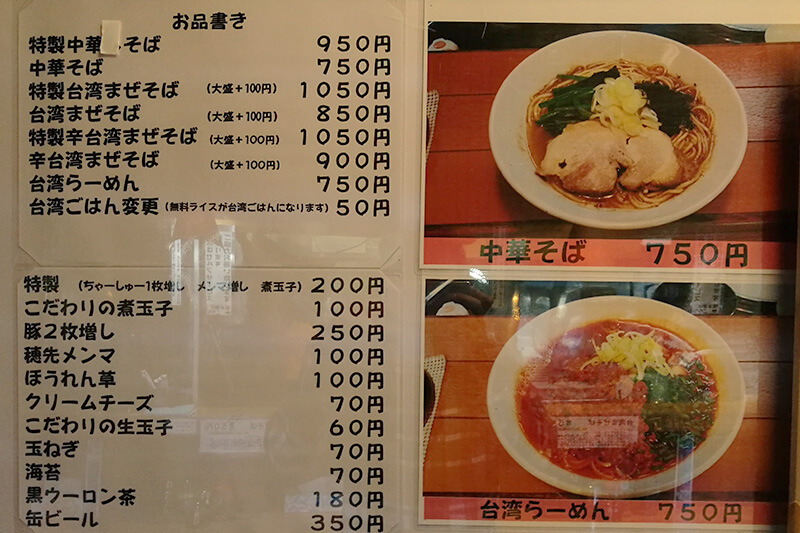 お品書き
特製中華そば 950円
中華そば 750円
特製台湾まぜそば (大盛+100円) 1050円
台湾まぜそば (大盛+100円) 850円
特製辛台湾まぜそば (大盛+100円) 1050円
辛台湾まぜそば (大盛+100円) 900円
台湾らーめん 750円
台湾ごはん変更 (無料ライスが台湾ごはんになります) 50円
特製 (ちゃーしゅー1枚増し メンマ増し 煮玉子) 200円
こだわりの煮玉子 100円
豚2枚増し 250円
穂先メンマ 100円
ほうれん草 100円
クリームチーズ 70円
こだわりの生玉子 60円
玉ねぎ 70円
海苔 70円
黒ウーロン茶 180円
缶ビール 350円
中華そば 750円
台湾らーめん 750円